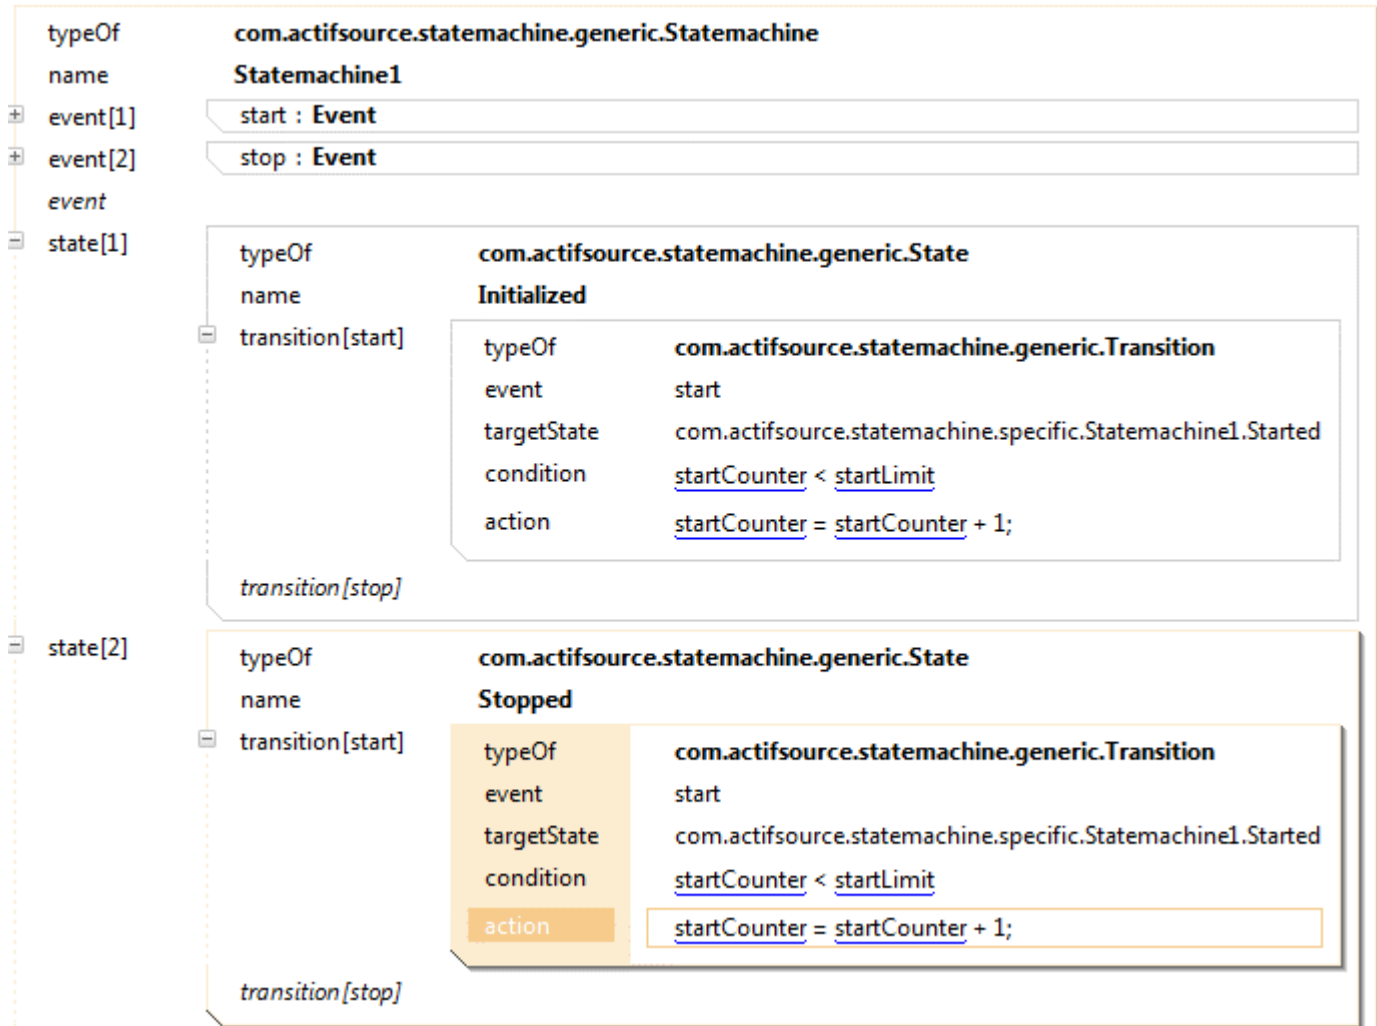 typeOf com.actifsource.statemachine.generic.Statemachine
name Statemachine1
event[1] start : Event
event[2] stop : Event
event
state[1]
typeOf com.actifsource.statemachine.generic.State
name Initialized
transition[start]
typeOf com.actifsource.statemachine.generic.Transition
event start
targetState com.actifsource.statemachine.specific.Statemachine1.Started
condition startCounter < startLimit
action startCounter = startCounter + 1;
transition[stop]
state[2]
typeOf com.actifsource.statemachine.generic.State
name Stopped
transition[start]
typeOf com.actifsource.statemachine.generic.Transition
event start
targetState com.actifsource.statemachine.specific.Statemachine1.Started
condition startCounter < startLimit
action startCounter = startCounter + 1;
transition[stop]